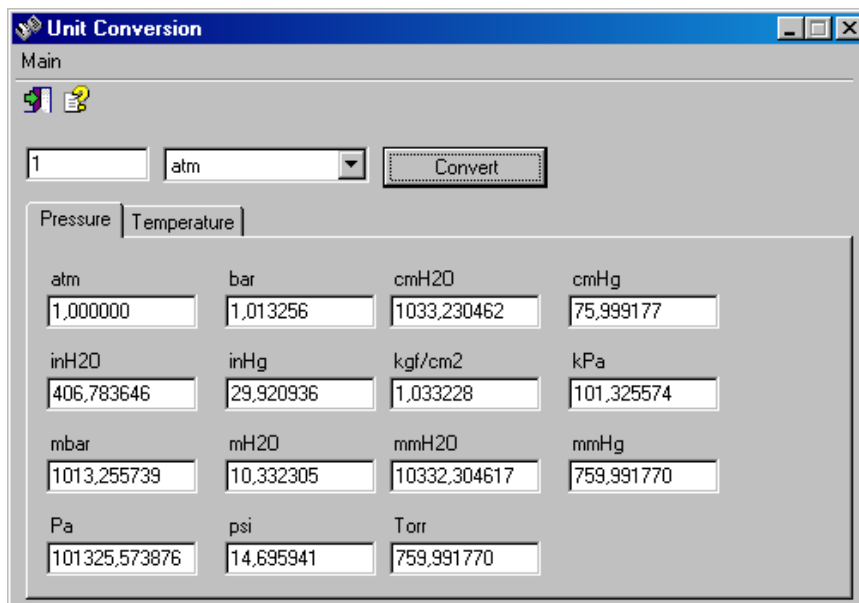 Unit Conversion
Main
1 atm Convert
Pressure Temperature
atm bar cmH2O cmHg
1,000000 1,013256 1033,230462 75,999177
inH2O inHg kgf/cm2 kPa
406,783646 29,920936 1,033228 101,325574
mbar mH2O mmH2O mmHg
1013,255739 10,332305 10332,304617 759,991770
Pa psi Torr
101325,573876 14,695941 759,991770